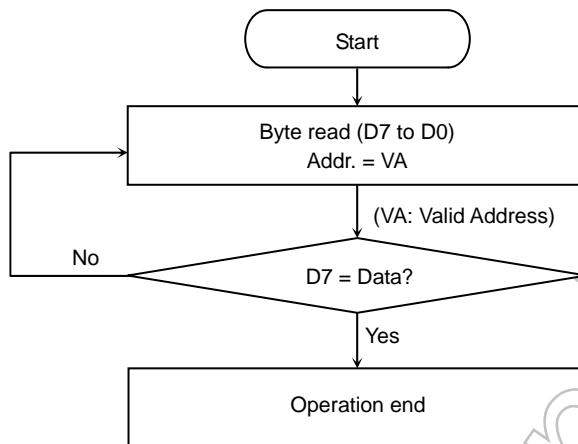 Start
Byte read (D7 to D0)
Addr. = VA
(VA: Valid Address)
No
D7 = Data?
Yes
Operation end